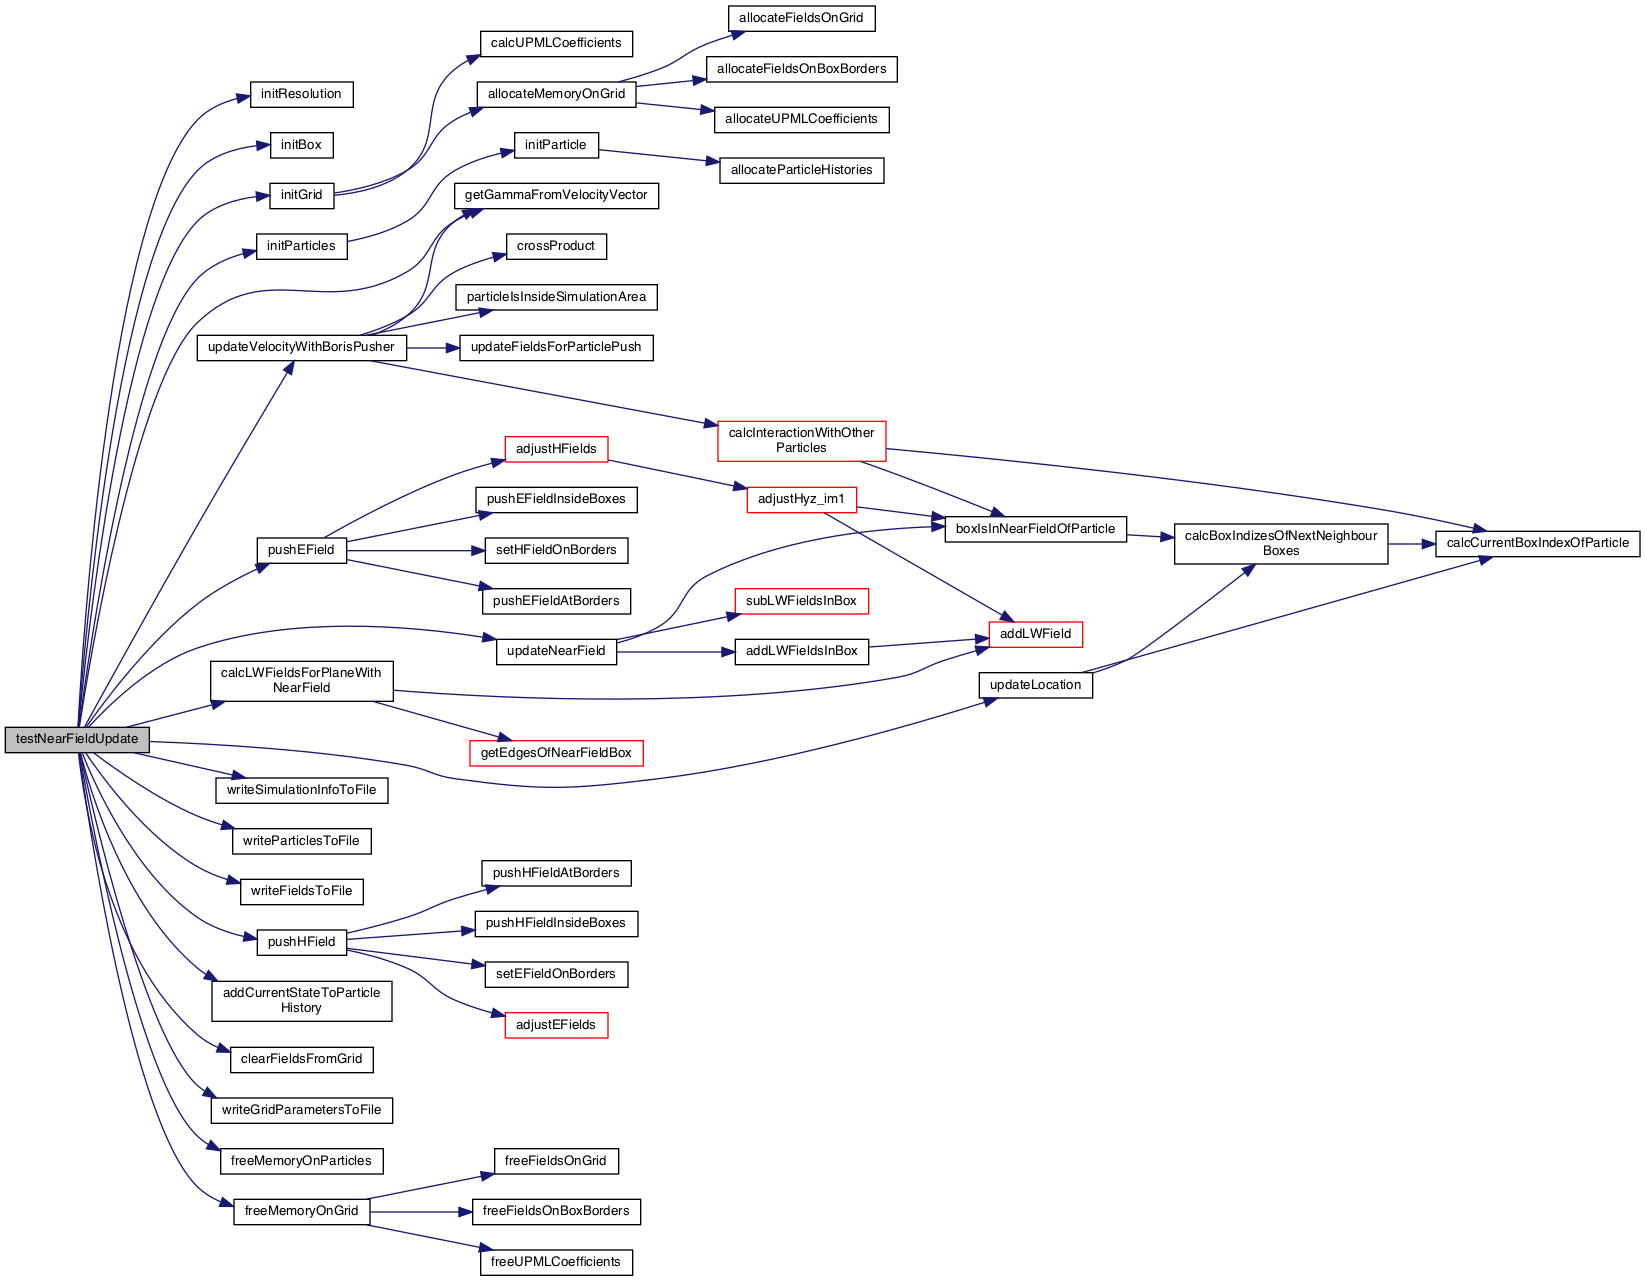 allocateFieldsOnGrid
calcUPMLCoefficients
allocateFieldsOnBoxBorders
initResolution
allocateMemoryOnGrid
allocateUPMLCoefficients
initBox
initParticle
allocateParticleHistories
initGrid
getGammaFromVelocityVector
initParticles
crossProduct
particleIsInsideSimulationArea
updateVelocityWithBorisPusher
updateFieldsForParticlePush
calcInteractionWithOther
Particles
adjustHFields
pushEFieldInsideBoxes
adjustHyz_im1
boxIsInNearFieldOfParticle
calcBoxIndizesOfNextNeighbour
Boxes
calcCurrentBoxIndexOfParticle
pushEField
setHFieldOnBorders
pushEFieldAtBorders
subLWFieldsInBox
addLWField
updateNearField
addLWFieldsInBox
calcLWFieldsForPlaneWith
NearField
updateLocation
testNearFieldUpdate
getEdgesOfNearFieldBox
writeSimulationInfoToFile
writeParticlesToFile
pushHFieldAtBorders
writeFieldsToFile
pushHFieldInsideBoxes
pushHField
setEFieldOnBorders
addCurrentStateToParticle
History
adjustEFields
clearFieldsFromGrid
writeGridParametersToFile
freeMemoryOnParticles
freeFieldsOnGrid
freeMemoryOnGrid
freeFieldsOnBoxBorders
freeUPMLCoefficients